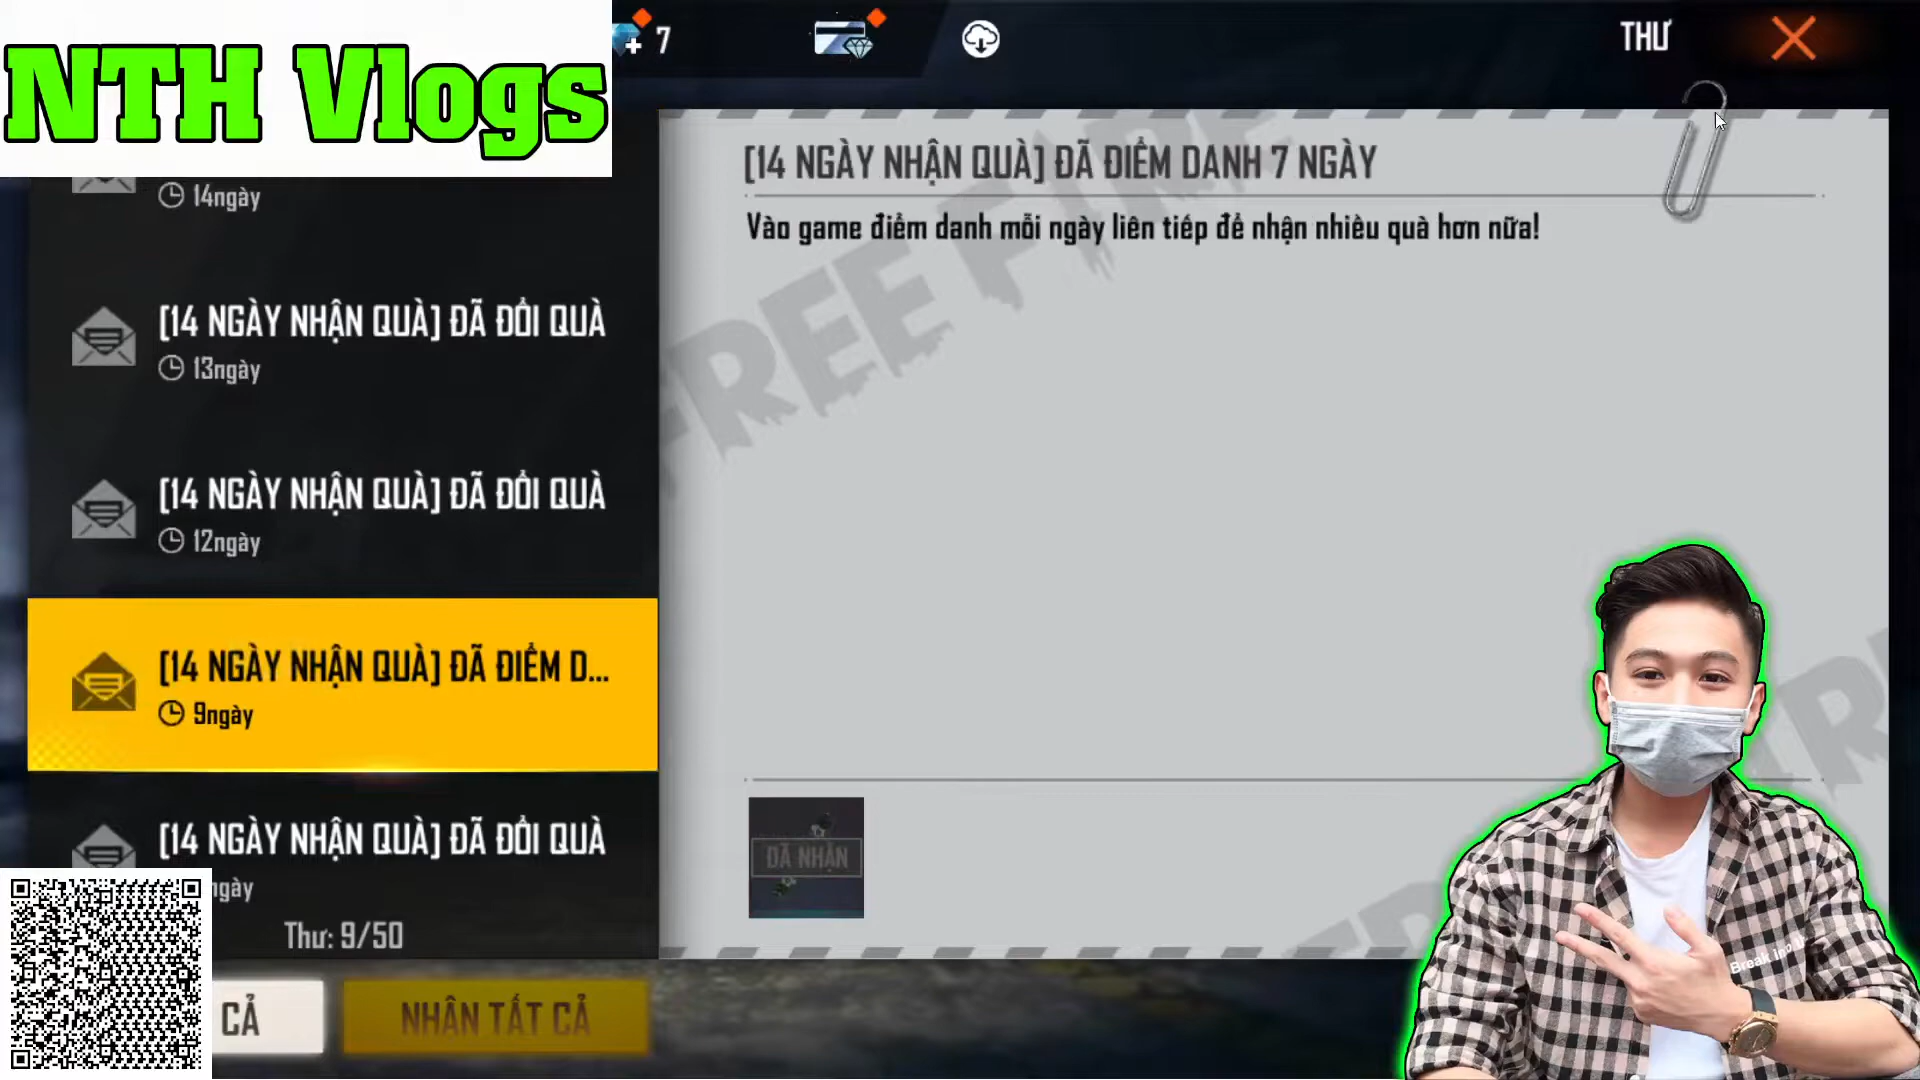 NTH Vlogs
7
THƯ
14ngày
[14 NGÀY NHẬN QUÀ] ĐÃ ĐỔI QUÀ
13ngày
[14 NGÀY NHẬN QUÀ] ĐÃ ĐỔI QUÀ
12ngày
[14 NGÀY NHẬN QUÀ] ĐÃ ĐIỂM D...
9ngày
[14 NGÀY NHẬN QUÀ] ĐÃ ĐỔI QUÀ
ngày
Thư: 9/50
CẢ
NHẬN TẤT CẢ
[14 NGÀY NHẬN QUÀ] ĐÃ ĐIỂM DANH 7 NGÀY
Vào game điểm danh mỗi ngày liên tiếp để nhận nhiều quà hơn nữa!
FREE FIRE
ĐÃ NHẬN